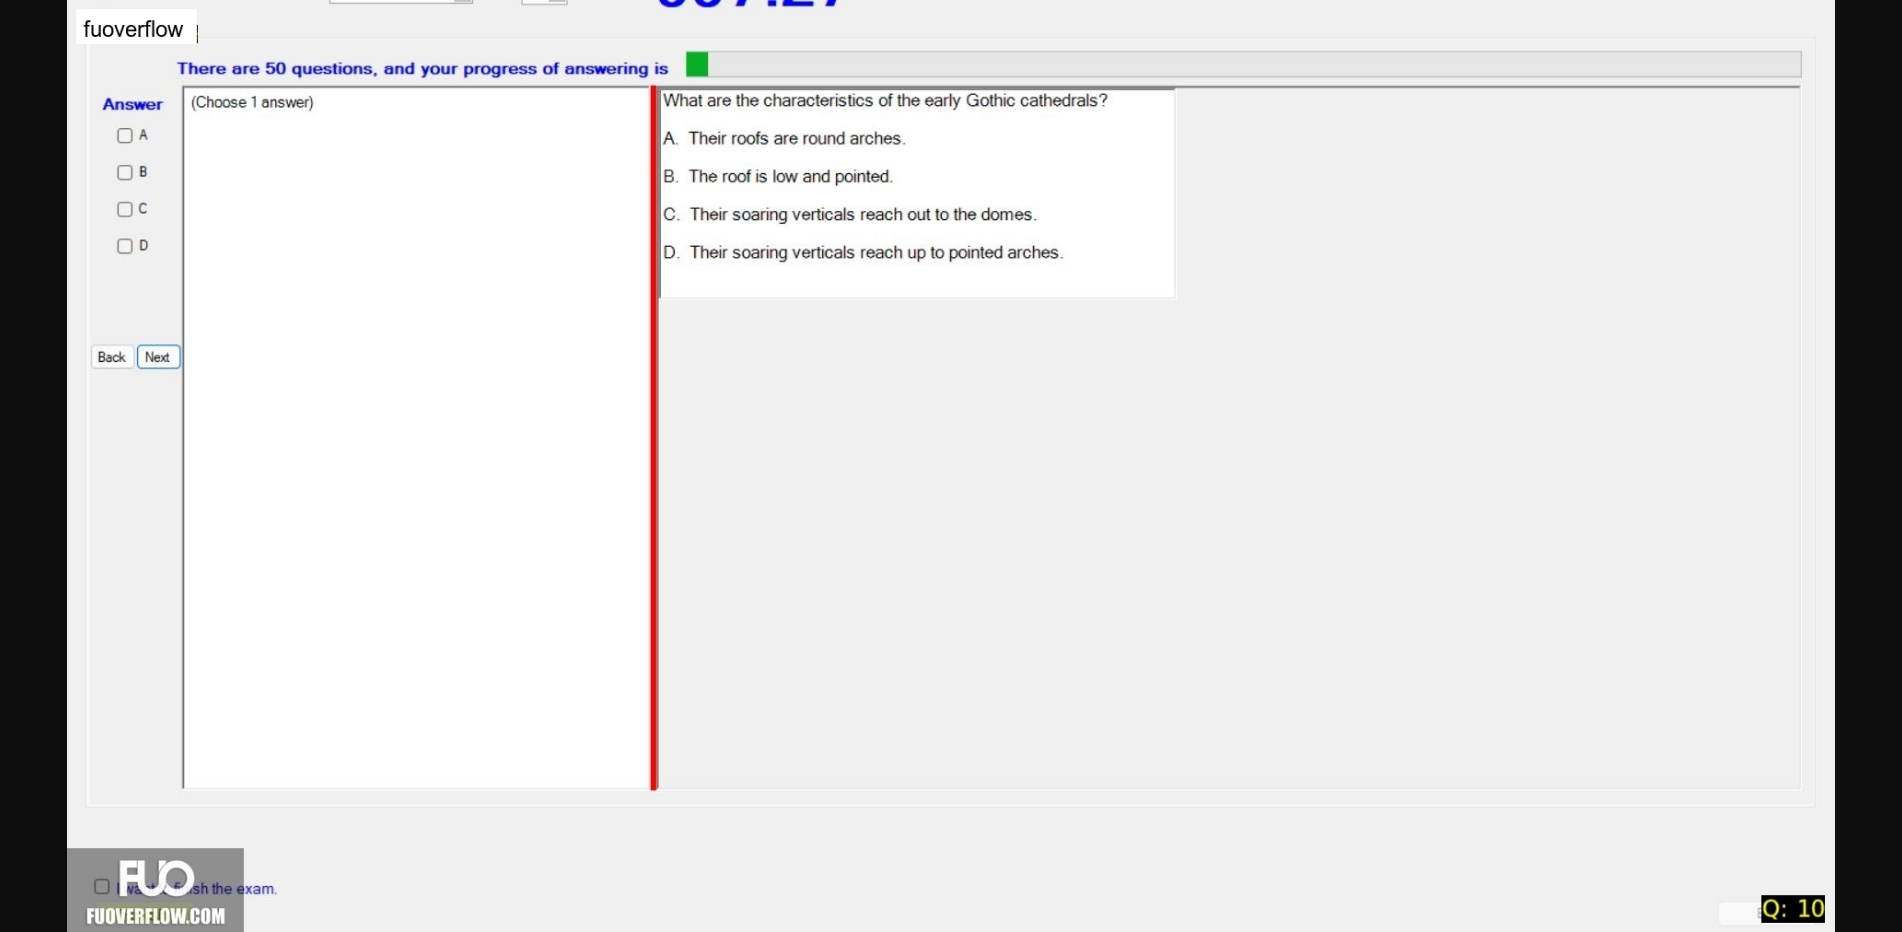 fuoverflow
There are 50 questions, and your progress of answering is
Answer
(Choose 1 answer)
A
B
C
D
Back
Next
What are the characteristics of the early Gothic cathedrals?
A. Their roofs are round arches.
B. The roof is low and pointed.
C. Their soaring verticals reach out to the domes.
D. Their soaring verticals reach up to pointed arches.
FUO
the exam.
FUOVERFLOW.COM
Q: 10